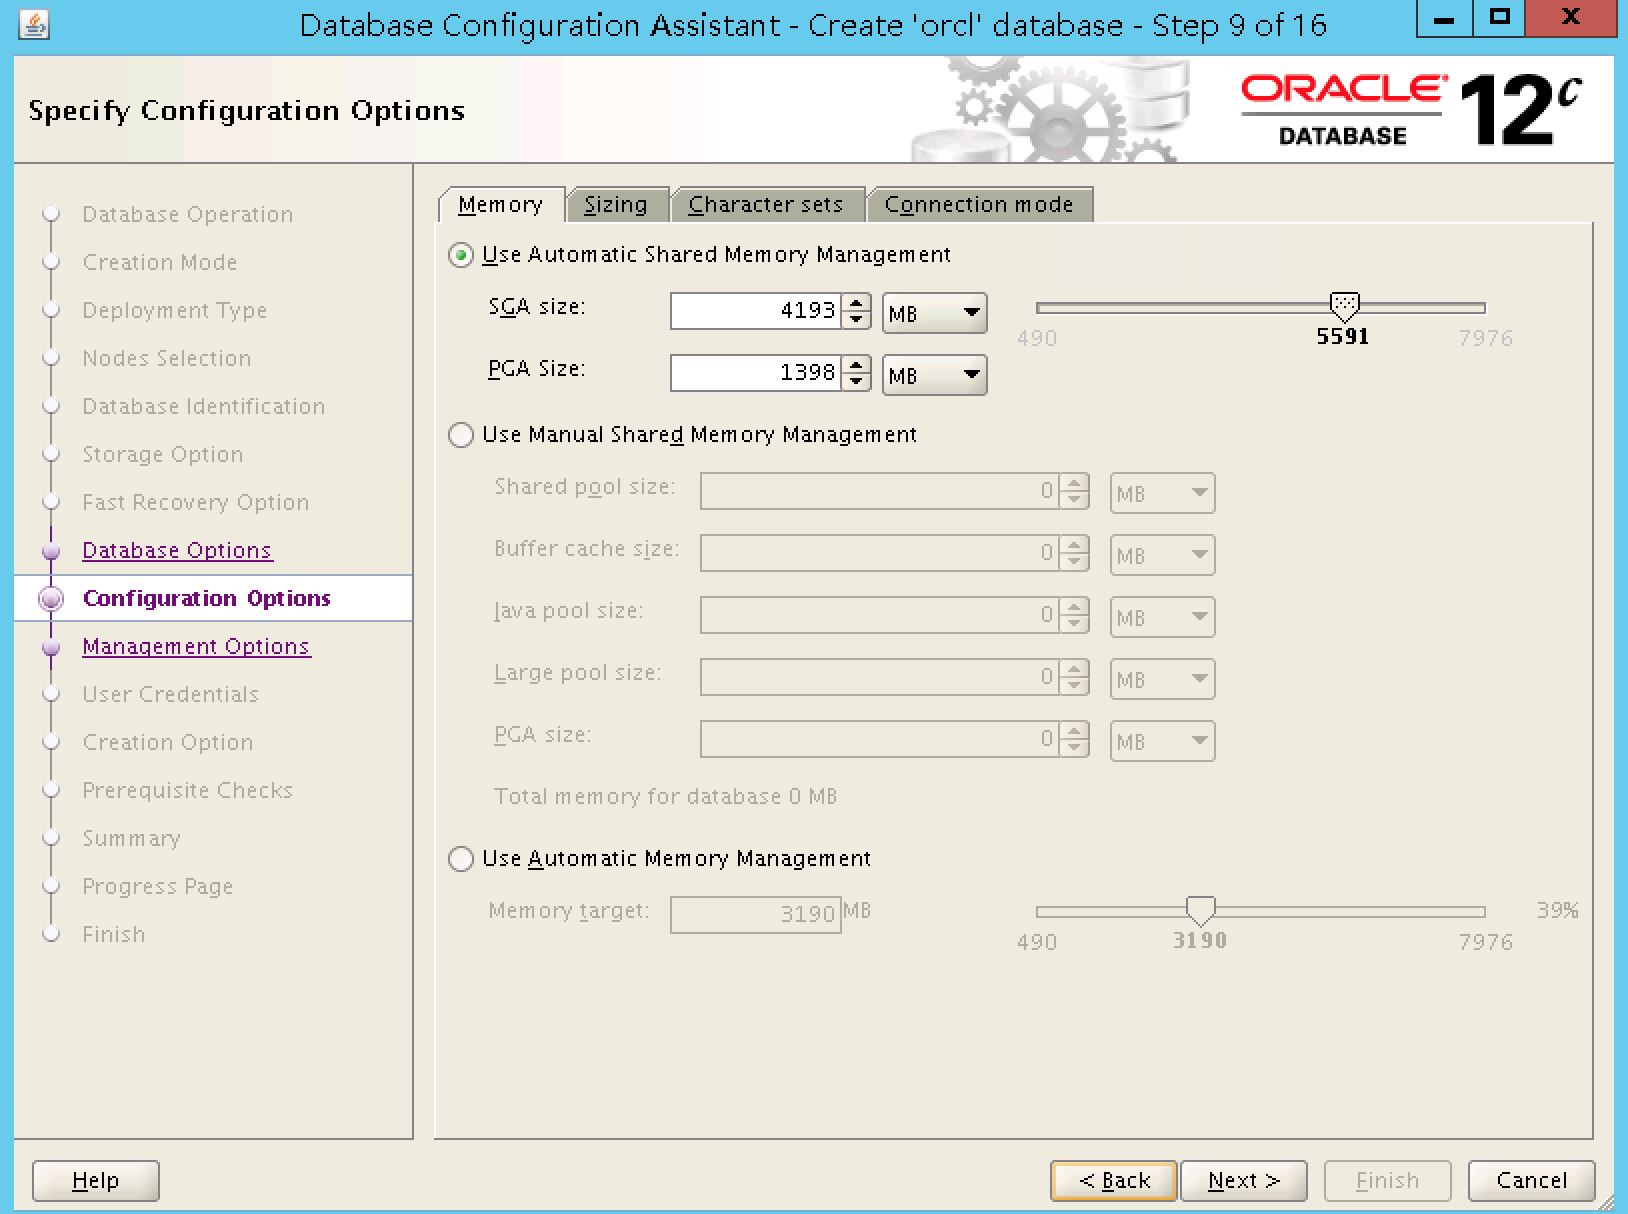 Database Configuration Assistant - Create 'orcl' database - Step 9 of 16
Specify Configuration Options
ORACLE
DATABASE
12c
Database Operation
Creation Mode
Deployment Type
Nodes Selection
Database Identification
Storage Option
Fast Recovery Option
Database Options
Configuration Options
Management Options
User Credentials
Creation Option
Prerequisite Checks
Summary
Progress Page
Finish
Memory Sizing Character sets Connection mode
Use Automatic Shared Memory Management
SGA size: 4193 MB
490 5591 7976
PGA Size: 1398 MB
Use Manual Shared Memory Management
Shared pool size: 0 MB
Buffer cache size: 0 MB
Java pool size: 0 MB
Large pool size: 0 MB
PGA size: 0 MB
Total memory for database 0 MB
Use Automatic Memory Management
Memory target: 3190 MB 39%
490 3190 7976
Help < Back Next > Finish Cancel